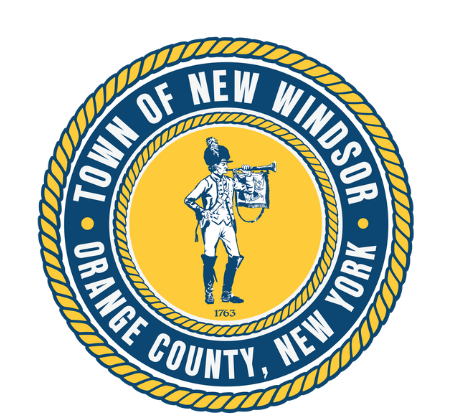 TOWN OF NEW WINDSOR
1763
ORANGE COUNTY, NEW YORK